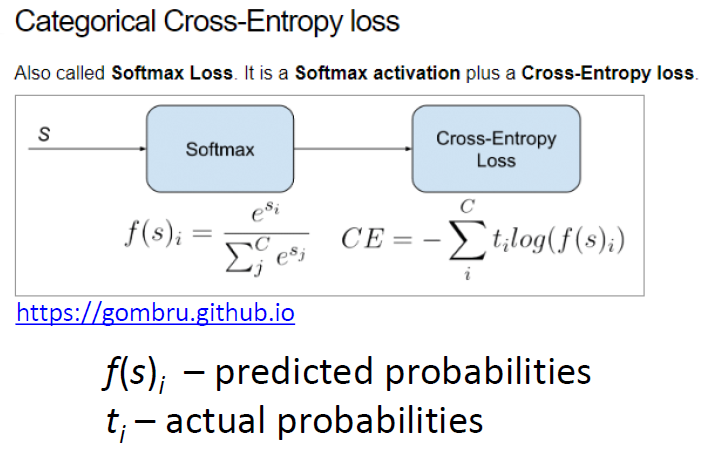 Categorical Cross-Entropy loss
Also called Softmax Loss. It is a Softmax activation plus a Cross-Entropy loss.
s
Softmax
Cross-Entropy
Loss
f(s)_i = \frac{e^{s_i}}{\sum_j^C e^{s_j}}
CE = -\sum_i^C t_i log(f(s)_i)
https://gombru.github.io
f(s)_i – predicted probabilities
t_i – actual probabilities